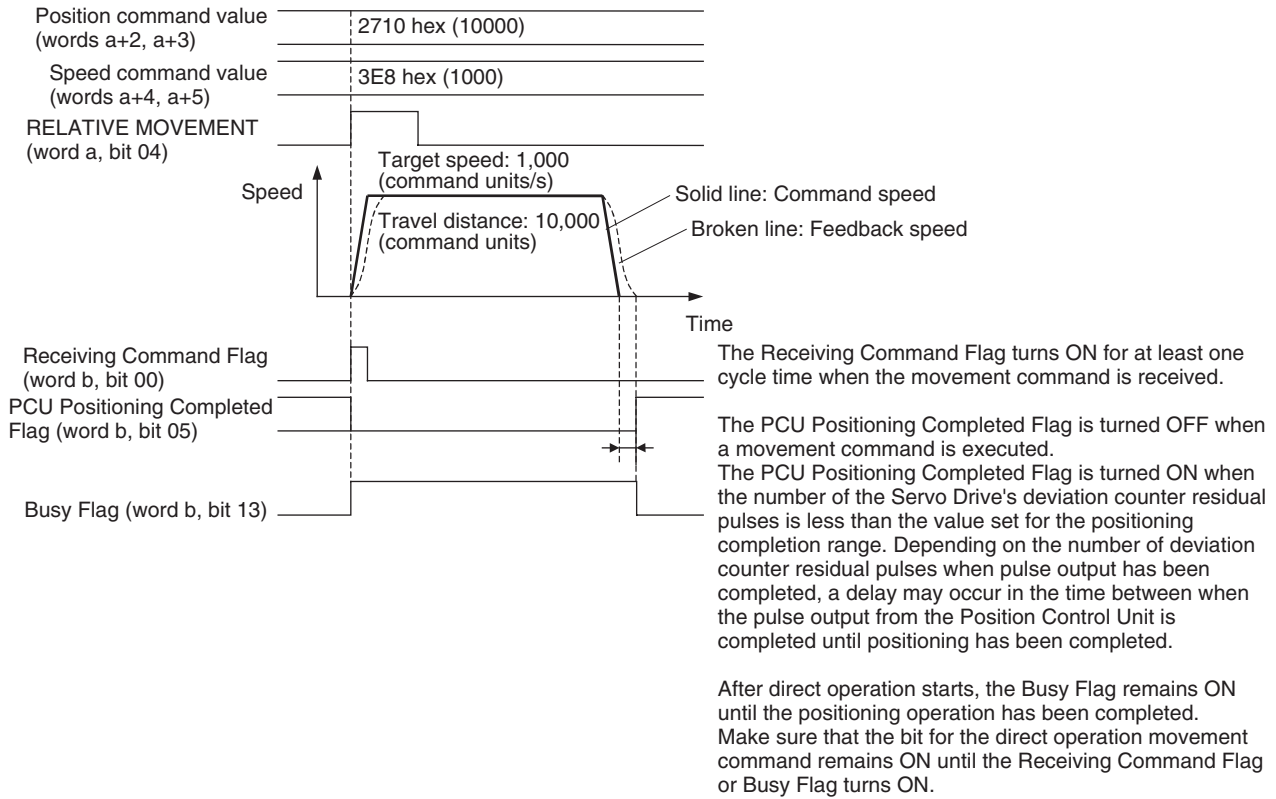 Position command value
(words a+2, a+3)
2710 hex (10000)
Speed command value
(words a+4, a+5)
3E8 hex (1000)
RELATIVE MOVEMENT
(word a, bit 04)
Target speed: 1,000
(command units/s)
Speed
Solid line: Command speed
Travel distance: 10,000
(command units)
Broken line: Feedback speed
Time
Receiving Command Flag
(word b, bit 00)
The Receiving Command Flag turns ON for at least one
cycle time when the movement command is received.
PCU Positioning Completed
Flag (word b, bit 05)
The PCU Positioning Completed Flag is turned OFF when
a movement command is executed.
The PCU Positioning Completed Flag is turned ON when
the number of the Servo Drive's deviation counter residual
pulses is less than the value set for the positioning
completion range. Depending on the number of deviation
counter residual pulses when pulse output has been
completed, a delay may occur in the time between when
the pulse output from the Position Control Unit is
completed until positioning has been completed.
Busy Flag (word b, bit 13)
After direct operation starts, the Busy Flag remains ON
until the positioning operation has been completed.
Make sure that the bit for the direct operation movement
command remains ON until the Receiving Command Flag
or Busy Flag turns ON.